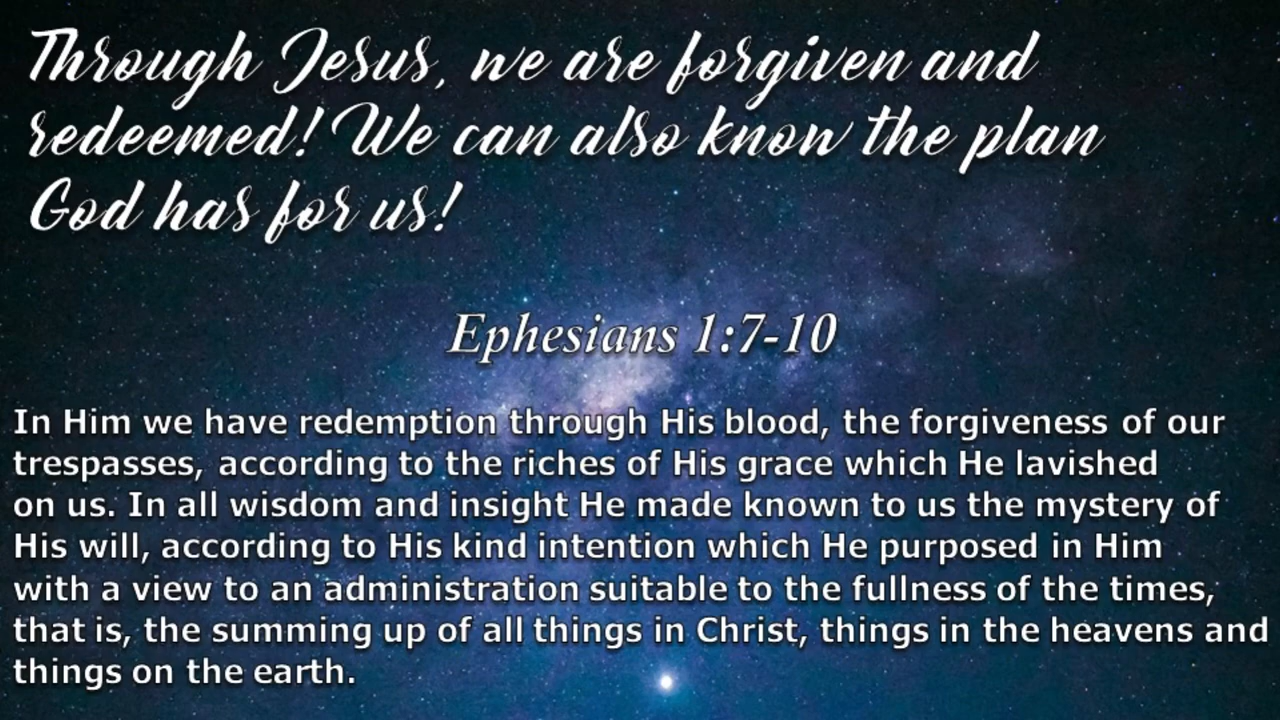 Through Jesus, we are forgiven and
redeemed! We can also know the plan
God has for us!
Ephesians 1:7-10
In Him we have redemption through His blood, the forgiveness of our
trespasses, according to the riches of His grace which He lavished
on us. In all wisdom and insight He made known to us the mystery of
His will, according to His kind intention which He purposed in Him
with a view to an administration suitable to the fullness of the times,
that is, the summing up of all things in Christ, things in the heavens and
things on the earth.